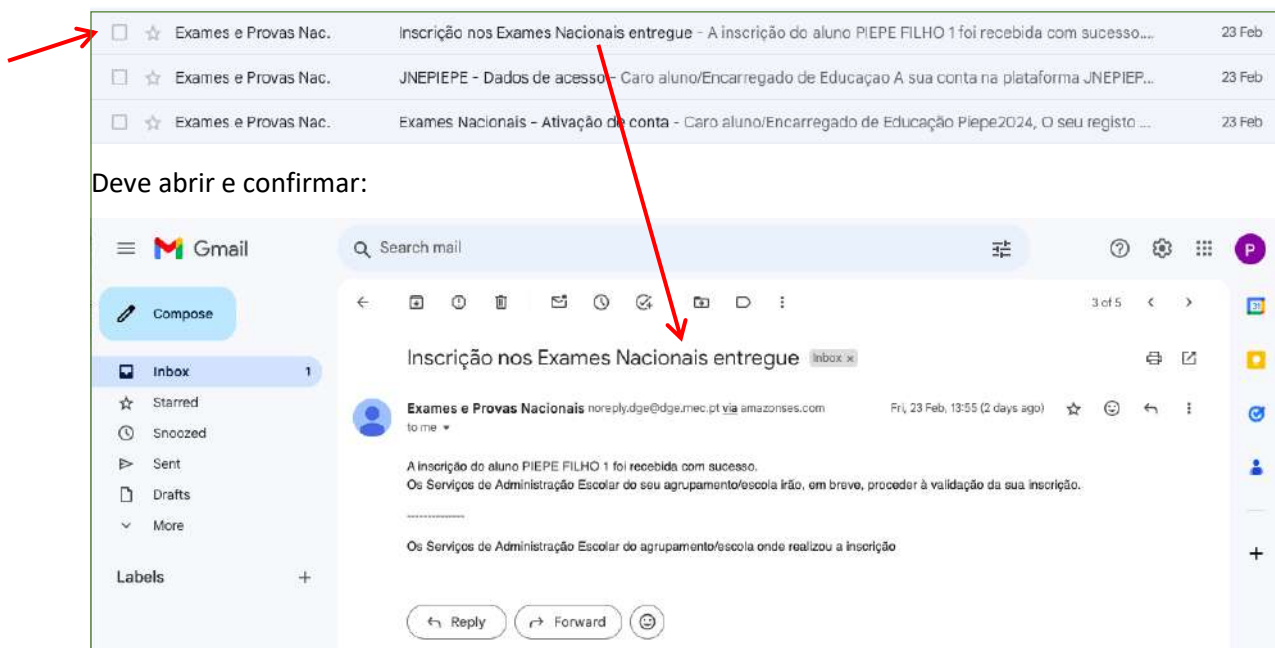 Exames e Provas Nac. Inscrição nos Exames Nacionais entregue - A inscrição do aluno PIEPE FILHO 1 foi recebida com sucesso.... 23 Feb
Exames e Provas Nac. JNEPIEPE - Dados de acesso - Caro aluno/Encarregado de Educaçao A sua conta na plataforma JNEPIEP... 23 Feb
Exames e Provas Nac. Exames Nacionais - Ativação de conta - Caro aluno/Encarregado de Educação Piepe2024, O seu registo ... 23 Feb
Deve abrir e confirmar:
Gmail Search mail P
Compose 3 of 5
Inscrição nos Exames Nacionais entregue Inbox x
Inbox 1
Starred
Exames e Provas Nacionais noreply.dge@dge.mec.pt via amazonses.com Fri, 23 Feb, 13:55 (2 days ago)
to me
Snoozed
Sent
A inscrição do aluno PIEPE FILHO 1 foi recebida com sucesso.
Os Serviços de Administração Escolar do seu agrupamento/escola irão, em breve, proceder à validação da sua inscrição.
Drafts
--------------
More
Os Serviços de Administração Escolar do agrupamento/escola onde realizou a inscrição
Labels +
Reply Forward